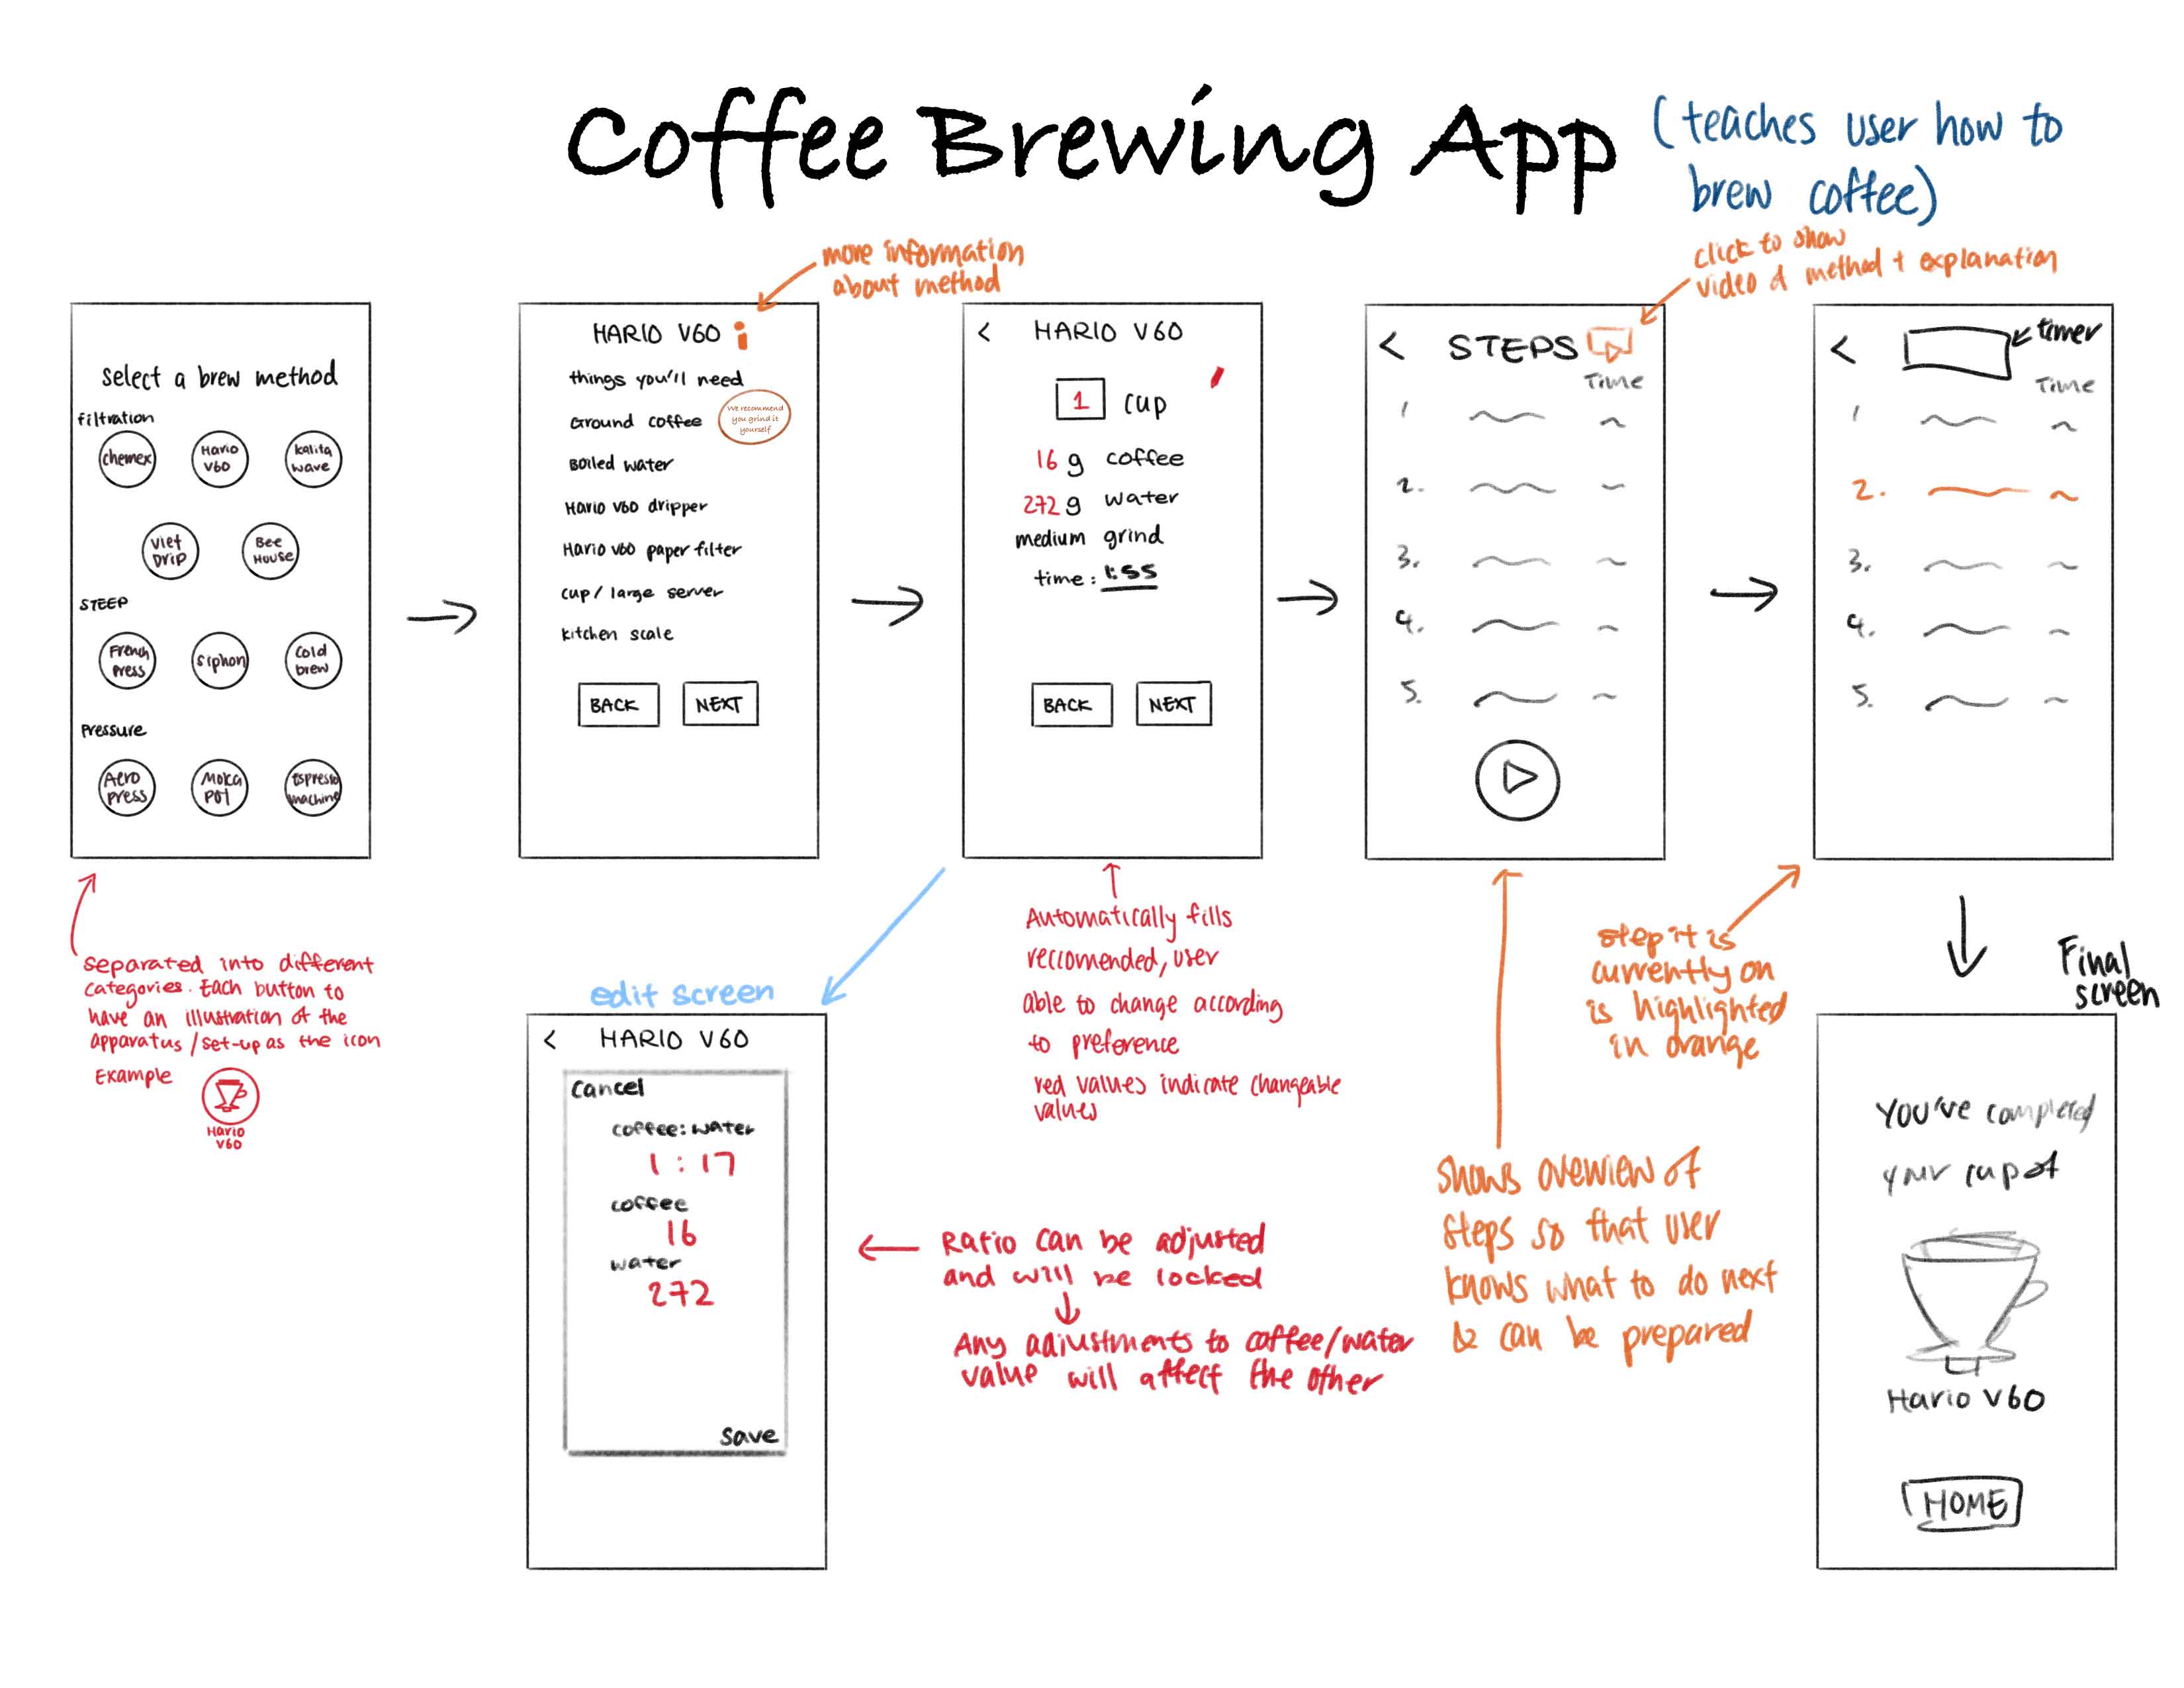 Coffee Brewing App
(teaches user how to
brew coffee)
select a brew method
filtration
chemex
Hario
V60
kalita
wave
Viet
Drip
Bee
House
STEEP
French
Press
siphon
Cold
brew
Pressure
Aero
press
Moka
Pot
Espresso
machine
separated into different
categories. Each button to
have an illustration of the
apparatus/set-up as the icon
Example
Hario
V60
more information
about method
HARIO V60 i
things you'll need
Ground coffee
We recommend
you grind it
yourself
Boiled water
Hario V60 dripper
Hario V60 paper filter
cup/large server
kitchen scale
BACK
NEXT
< HARIO V60
1 cup
16 g coffee
272 g water
medium grind
time: 1:55
BACK
NEXT
Automatically fills
reccomended, user
able to change according
to preference
red values indicate changeable
values
edit screen
< HARIO V60
Cancel
coffee: water
1 : 17
coffee
16
water
272
save
Ratio can be adjusted
and will be locked
Any adjustments to coffee/water
value will affect the other
click to show
video of method + explanation
< STEPS
Time
1
2.
3.
4.
5.
shows overview of
steps so that user
knows what to do next
& can be prepared
<
timer
Time
1
2.
3.
4.
5.
step it is
currently on
is highlighted
in orange
Final
screen
You've completed
your cup of
Hario V60
HOME